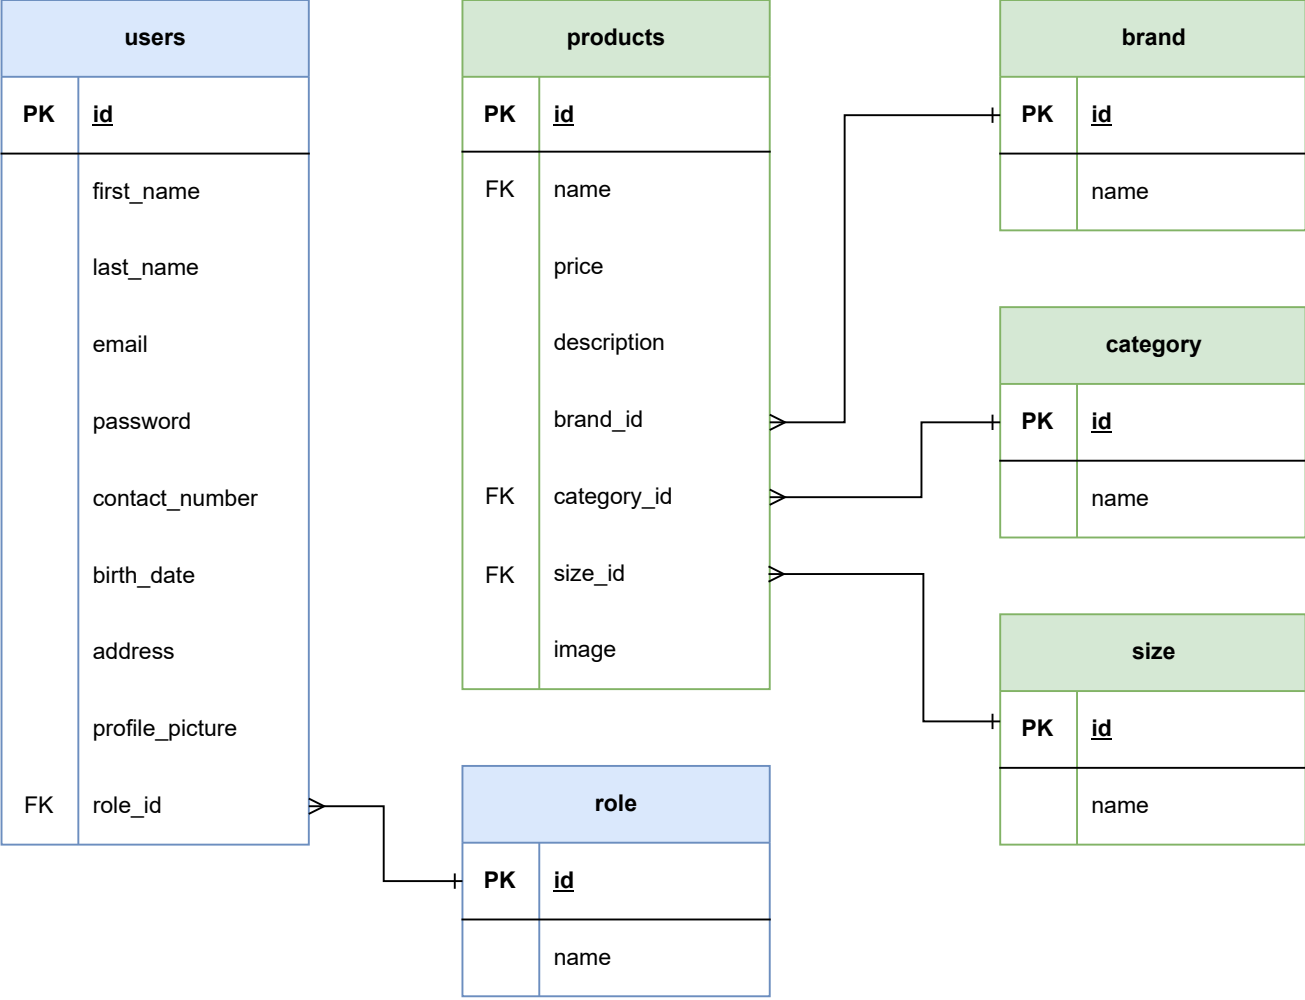 users
PK id
first_name
last_name
email
password
contact_number
birth_date
address
profile_picture
FK role_id
products
PK id
FK name
price
description
brand_id
FK category_id
FK size_id
image
role
PK id
name
brand
PK id
name
category
PK id
name
size
PK id
name